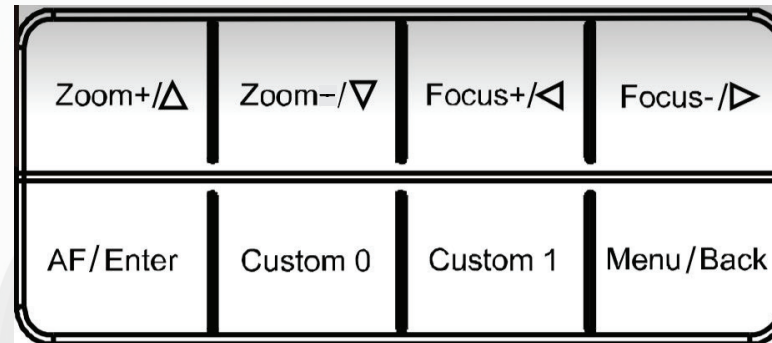 Zoom+/△ Zoom−/▽ Focus+/◁ Focus-/▷
AF/Enter Custom 0 Custom 1 Menu/Back